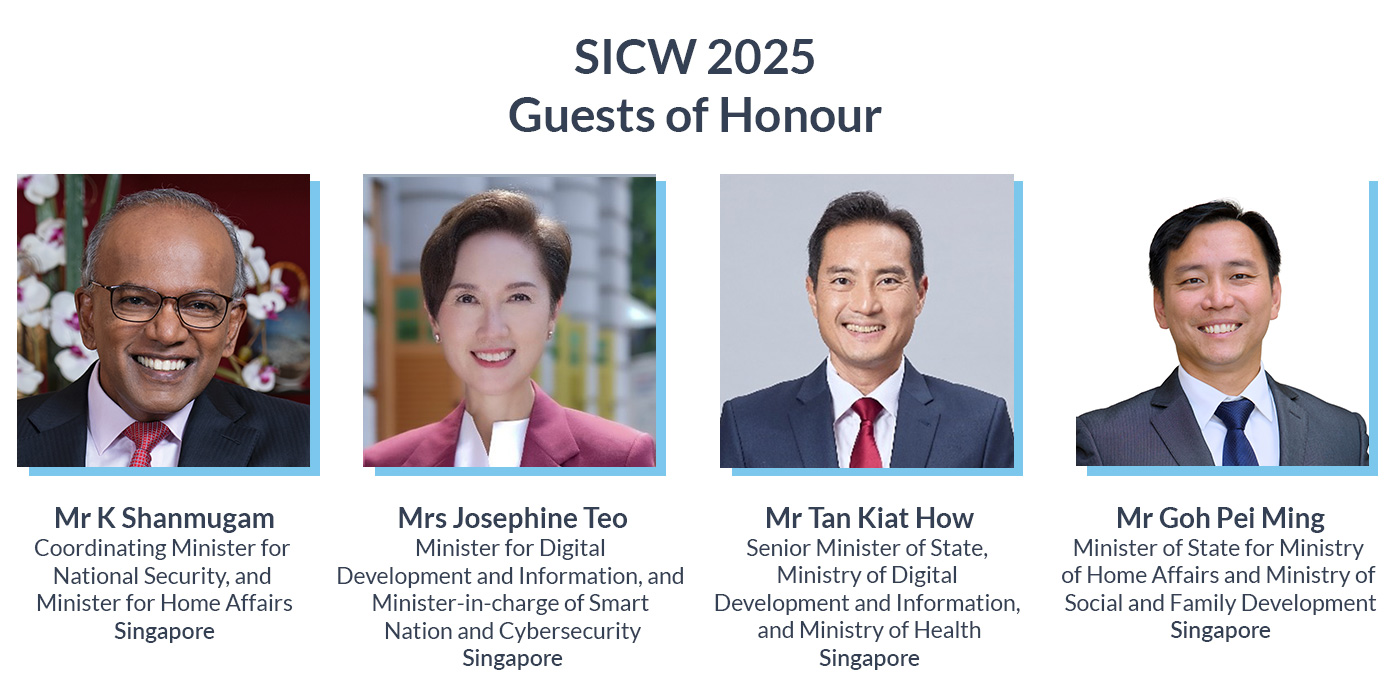 SICW 2025
Guests of Honour
Mr K Shanmugam
Coordinating Minister for
National Security, and
Minister for Home Affairs
Singapore
Mrs Josephine Teo
Minister for Digital
Development and Information, and
Minister-in-charge of Smart
Nation and Cybersecurity
Singapore
Mr Tan Kiat How
Senior Minister of State,
Ministry of Digital
Development and Information,
and Ministry of Health
Singapore
Mr Goh Pei Ming
Minister of State for Ministry
of Home Affairs and Ministry of
Social and Family Development
Singapore